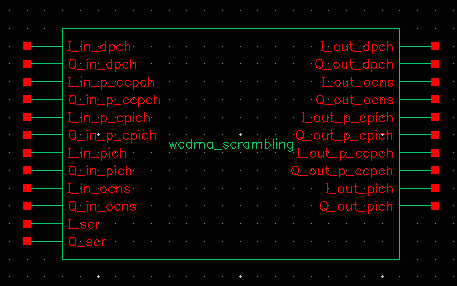 I_in_dpch
Q_in_dpch
I_in_p_ccpch
Q_in_p_ccpch
I_in_p_cpich
Q_in_p_cpich
I_in_pich
Q_in_pich
I_in_ocns
Q_in_ocns
I_scr
Q_scr
wcdma_scrambling
I_out_dpch
Q_out_dpch
I_out_ocns
Q_out_ocns
I_out_p_cpich
Q_out_p_cpich
I_out_p_ccpch
Q_out_p_ccpch
I_out_pich
Q_out_pich